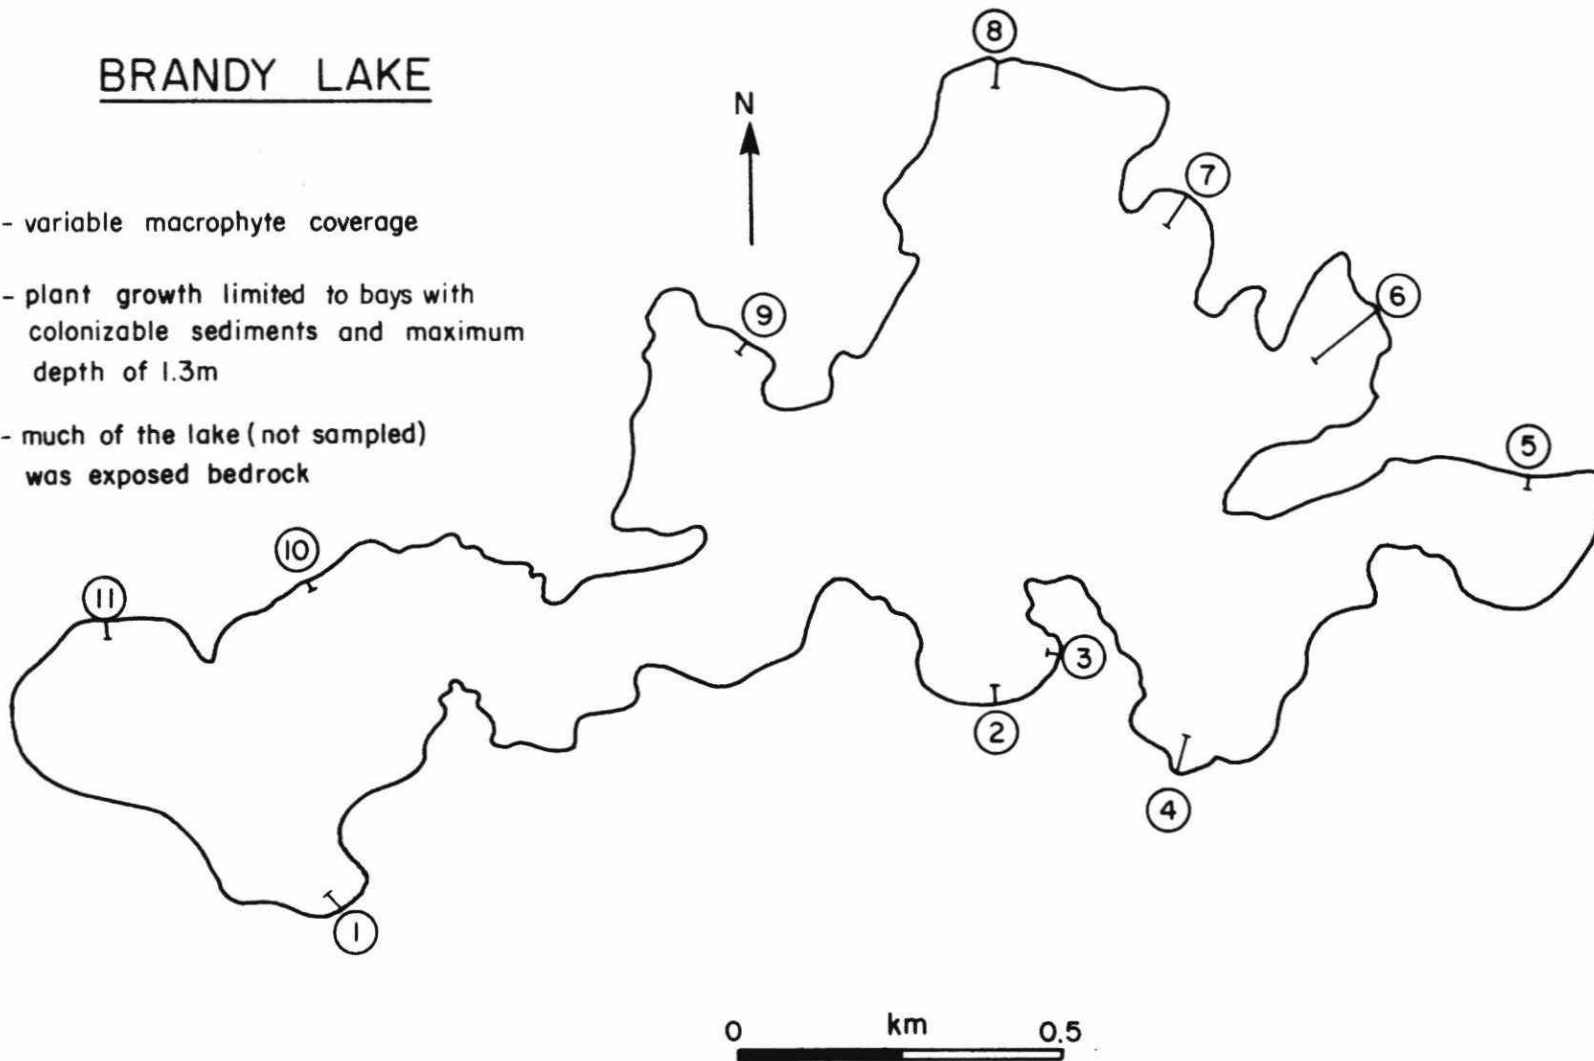 BRANDY LAKE
N
- variable macrophyte coverage
- plant growth limited to bays with
colonizable sediments and maximum
depth of 1.3m
- much of the lake (not sampled)
was exposed bedrock
8
7
6
9
5
10
11
3
2
4
1
0 km 0.5